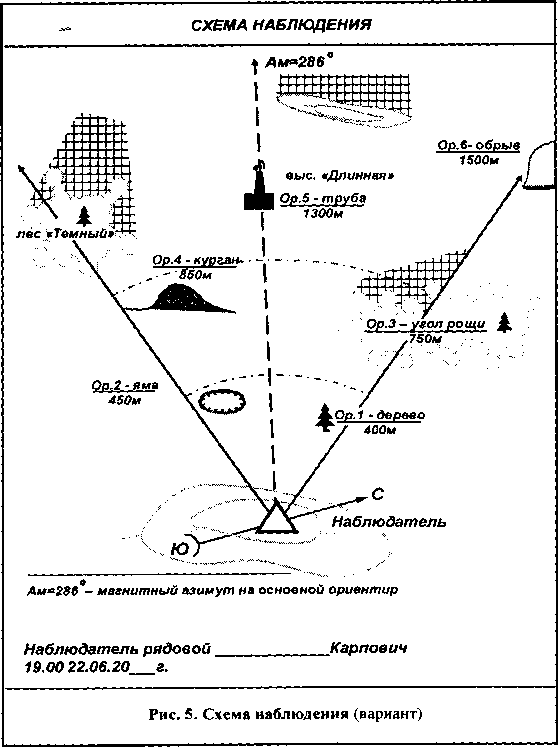 СХЕМА НАБЛЮДЕНИЯ
Ам=286°
Ор.6- обрыв
1500м
выс. «Длинная»
Ор.5 - труба
1300м
лес «Темный»
Ор.4 - курган
850м
Ор.3 – угол рощи
750м
Ор.2 - яма
450м
Ор.1 - дерево
400м
С
Наблюдатель
Ю
Ам=286° – магнитный азимут на основной ориентир
Наблюдатель рядовой ______________Карпович
19.00 22.06.20___г.
Рис. 5. Схема наблюдения (вариант)